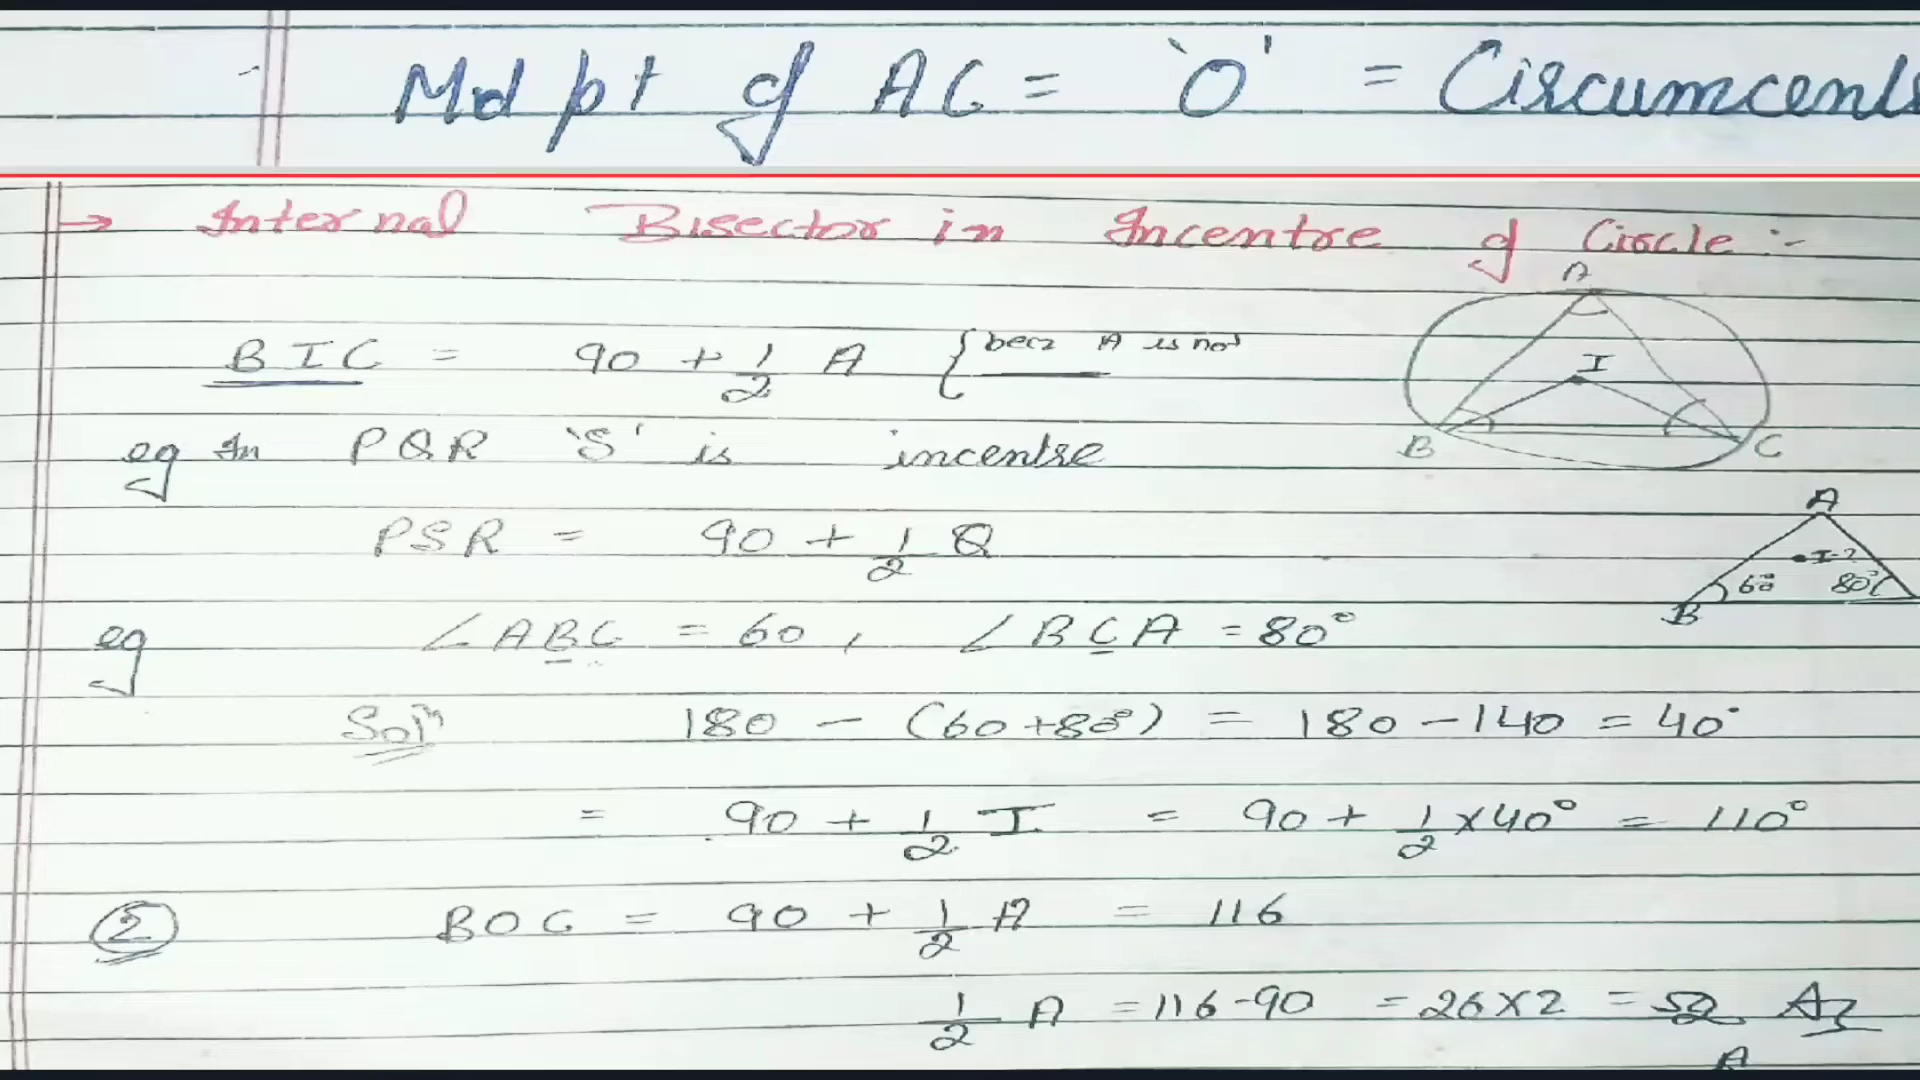 Mid pt of AC = 'O' = Circumcent
→ Internal Bisector in Incentre of Circle :-
A
BIC = 90 + 1/2 A { becz A is not
I
B C
eg In PQR 'S' is incentre
PSR = 90 + 1/2 Q
A
I-?
60° 80°
B
eg ∠ABC = 60, ∠BCA = 80°
Solⁿ 180 - (60+80°) = 180 - 140 = 40°
= 90 + 1/2 I = 90 + 1/2 × 40° = 110°
2 BOC = 90 + 1/2 A = 116
1/2 A = 116-90 = 26×2 = 52 Ans
A